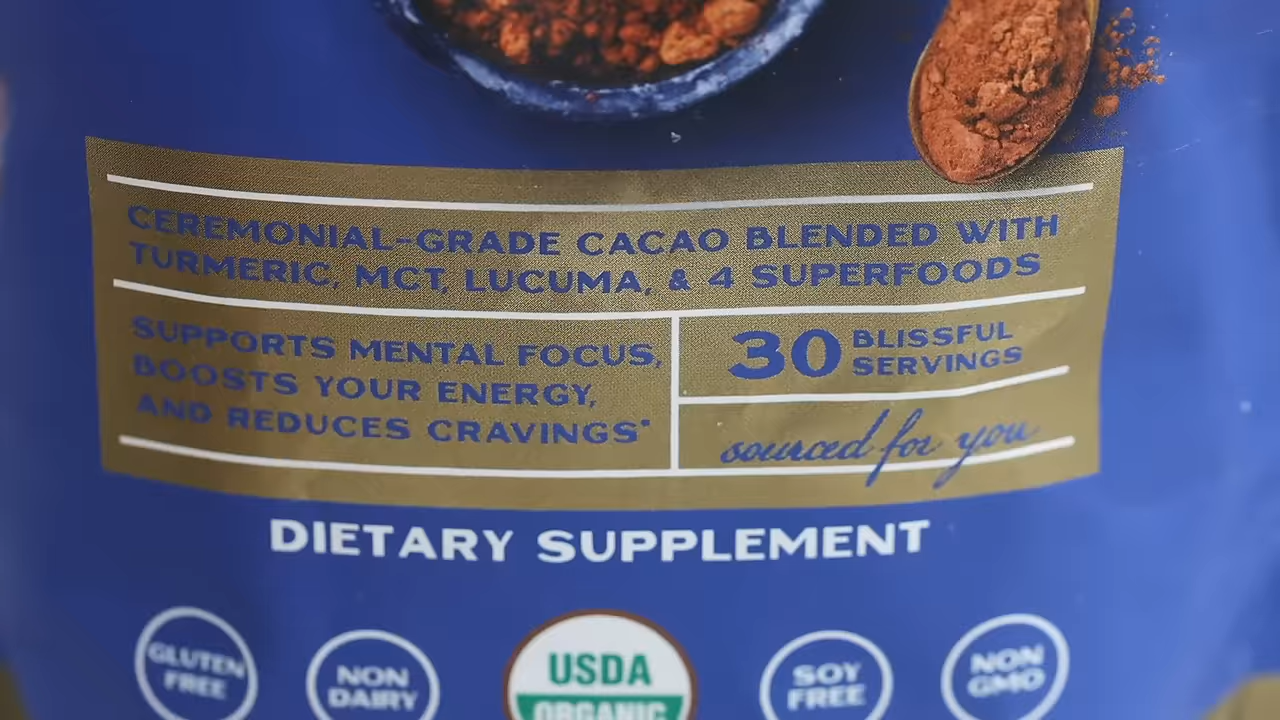 CEREMONIAL-GRADE CACAO BLENDED WITH
TURMERIC, MCT, LUCUMA, & 4 SUPERFOODS
SUPPORTS MENTAL FOCUS,
BOOSTS YOUR ENERGY,
AND REDUCES CRAVINGS*
30 BLISSFUL
SERVINGS
sourced for you
DIETARY SUPPLEMENT
GLUTEN
FREE
NON
DAIRY
USDA
ORGANIC
SOY
FREE
NON
GMO